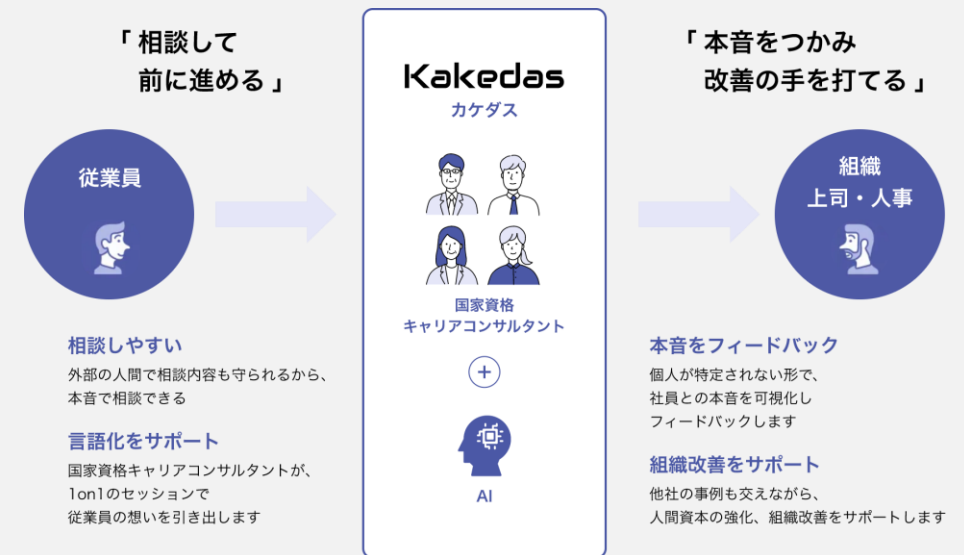 「 相談して
前に進める 」
従業員
相談しやすい
外部の人間で相談内容も守られるから、
本音で相談できる
言語化をサポート
国家資格キャリアコンサルタントが、
1on1のセッションで
従業員の想いを引き出します
Kakedas
カケダス
国家資格
キャリアコンサルタント
+
AI
「 本音をつかみ
改善の手を打てる 」
組織
上司・人事
本音をフィードバック
個人が特定されない形で、
社員との本音を可視化し
フィードバックします
組織改善をサポート
他社の事例も交えながら、
人間資本の強化、組織改善をサポートします